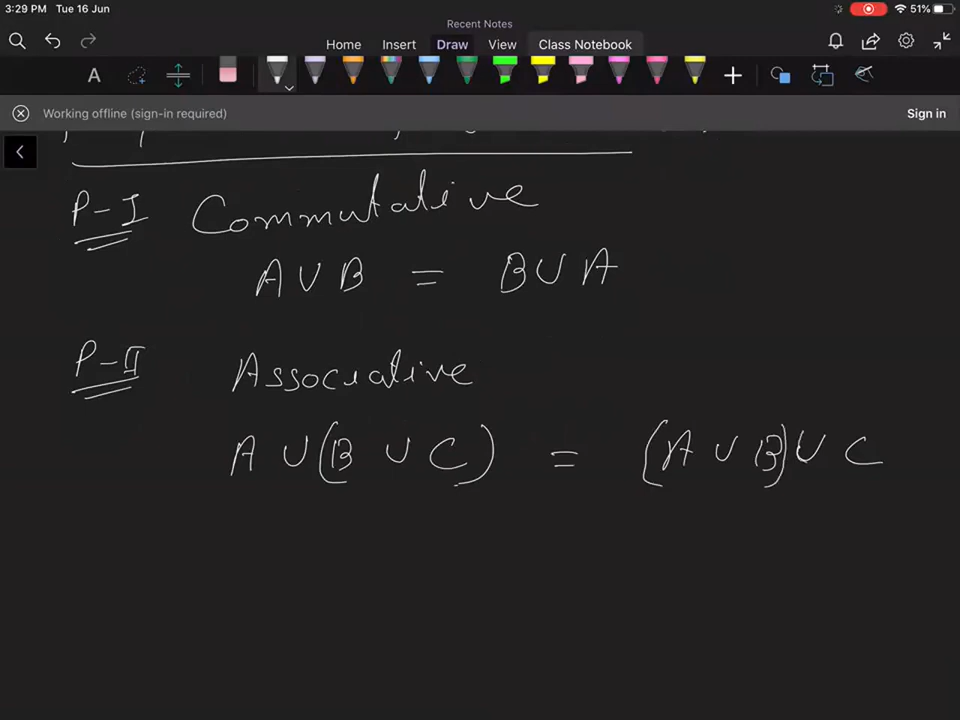 3:29 PM Tue 16 Jun
51%
Recent Notes
Home Insert Draw View Class Notebook
A
Working offline (sign-in required) Sign in
P-I Commutative
A ∪ B = B ∪ A
P-II Associative
A ∪ (B ∪ C) = (A ∪ B) ∪ C